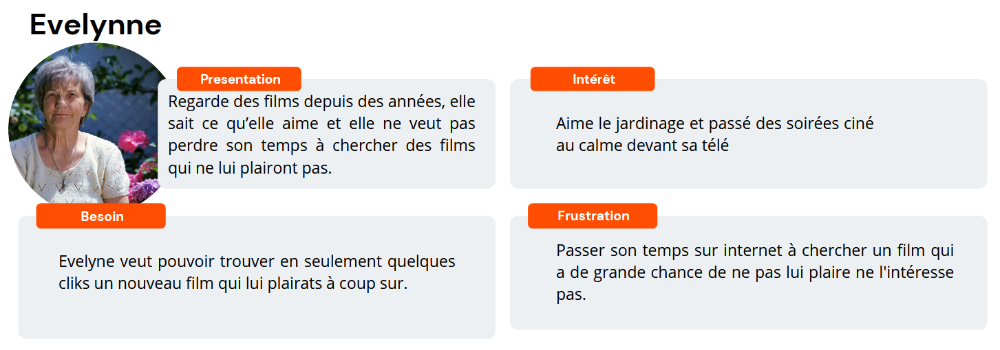 Evelynne
Presentation
Regarde des films depuis des années, elle
sait ce qu’elle aime et elle ne veut pas
perdre son temps à chercher des films
qui ne lui plairont pas.
Intérêt
Aime le jardinage et passé des soirées ciné
au calme devant sa télé
Besoin
Evelyne veut pouvoir trouver en seulement quelques
cliks un nouveau film qui lui plairats à coup sur.
Frustration
Passer son temps sur internet à chercher un film qui
a de grande chance de ne pas lui plaire ne l'intéresse
pas.